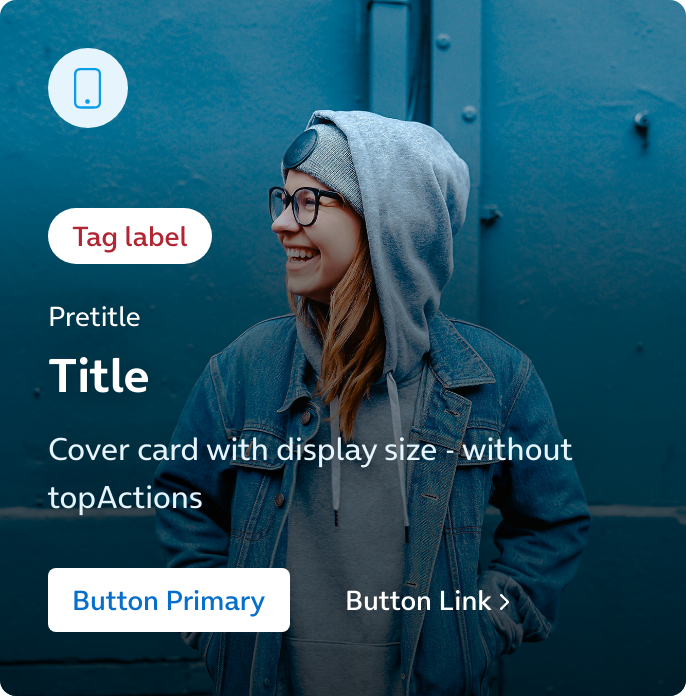 Tag label
Pretitle
Title
Cover card with display size - without
topActions
Button Primary
Button Link